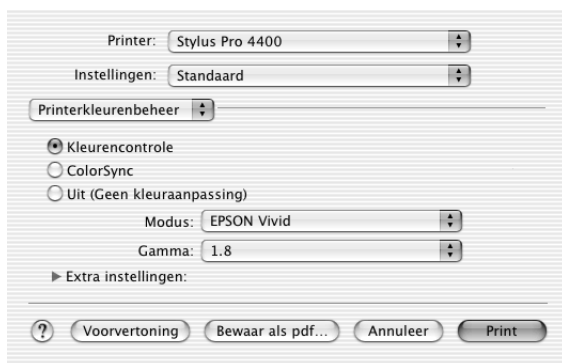 Printer: Stylus Pro 4400
Instellingen: Standaard
Printerkleurenbeheer
Kleurencontrole
ColorSync
Uit (Geen kleuraanpassing)
Modus: EPSON Vivid
Gamma: 1.8
Extra instellingen:
? Voorvertoning Bewaar als pdf... Annuleer Print